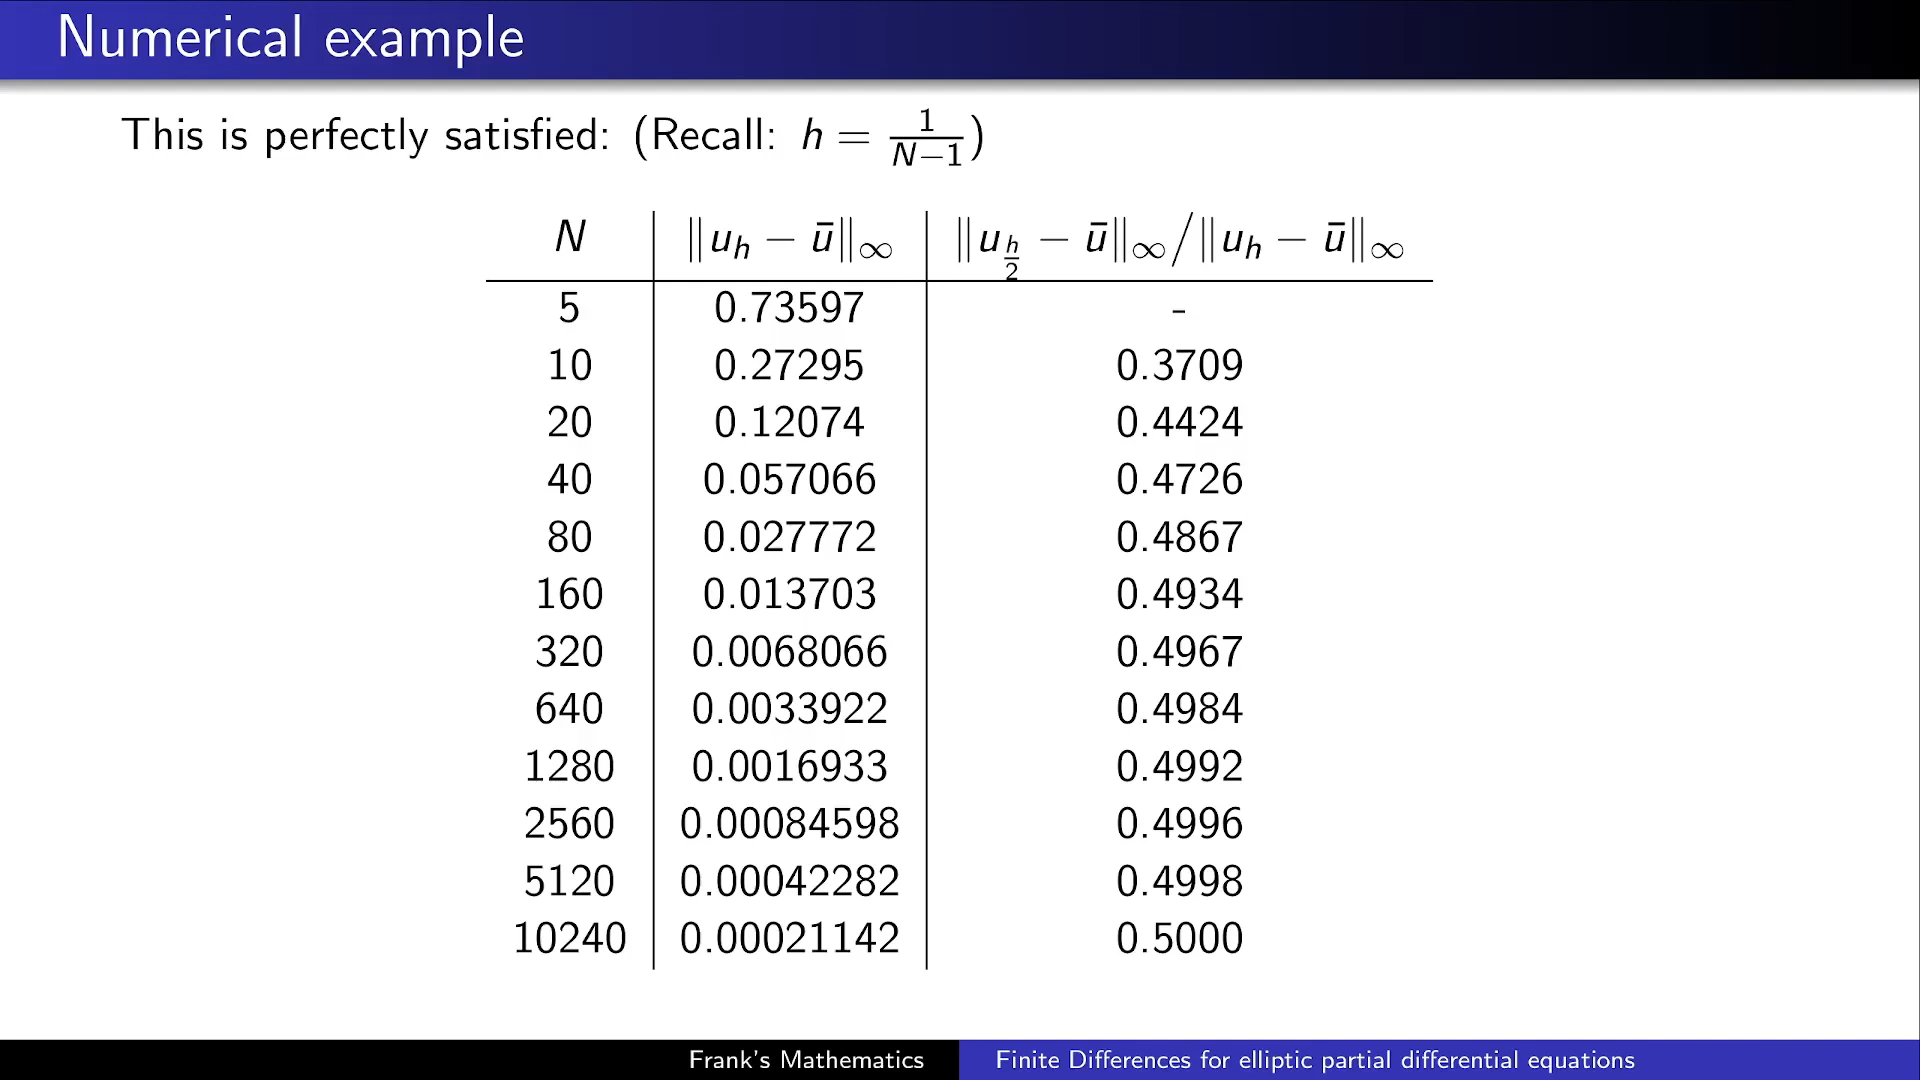 Numerical example
This is perfectly satisfied: (Recall: h = 1/(N−1))
N ‖u_h − ū‖_∞ ‖u_{h/2} − ū‖_∞/‖u_h − ū‖_∞
5 0.73597 -
10 0.27295 0.3709
20 0.12074 0.4424
40 0.057066 0.4726
80 0.027772 0.4867
160 0.013703 0.4934
320 0.0068066 0.4967
640 0.0033922 0.4984
1280 0.0016933 0.4992
2560 0.00084598 0.4996
5120 0.00042282 0.4998
10240 0.00021142 0.5000
Frank's Mathematics Finite Differences for elliptic partial differential equations